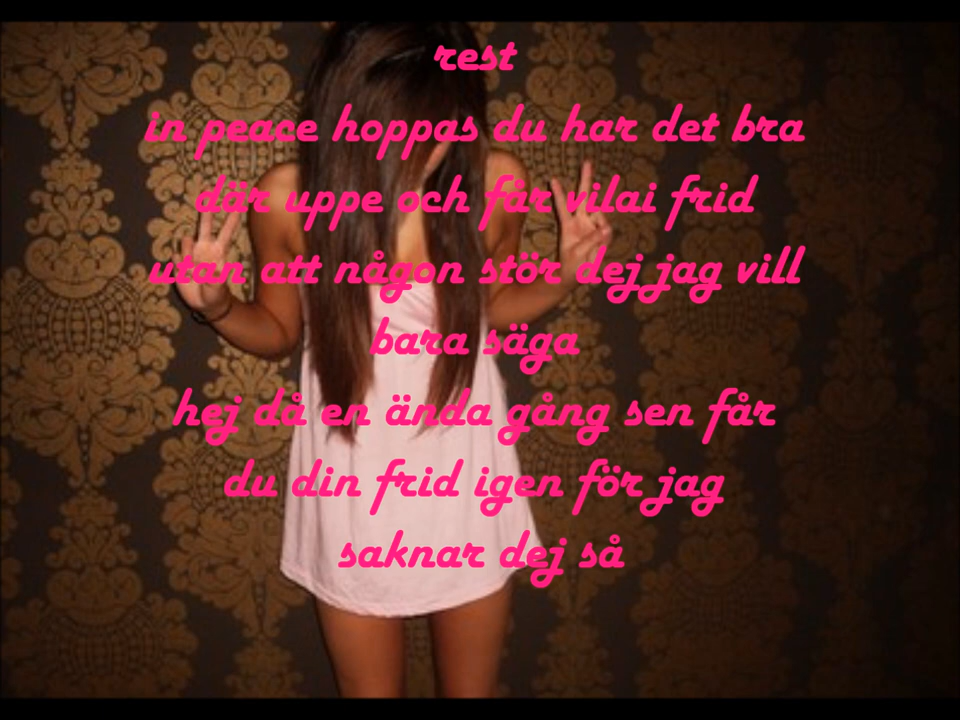 rest
in peace hoppas du har det bra
där uppe och får vilai frid
utan att någon stör dej jag vill
bara säga
hej då en ända gång sen får
du din frid igen för jag
saknar dej så